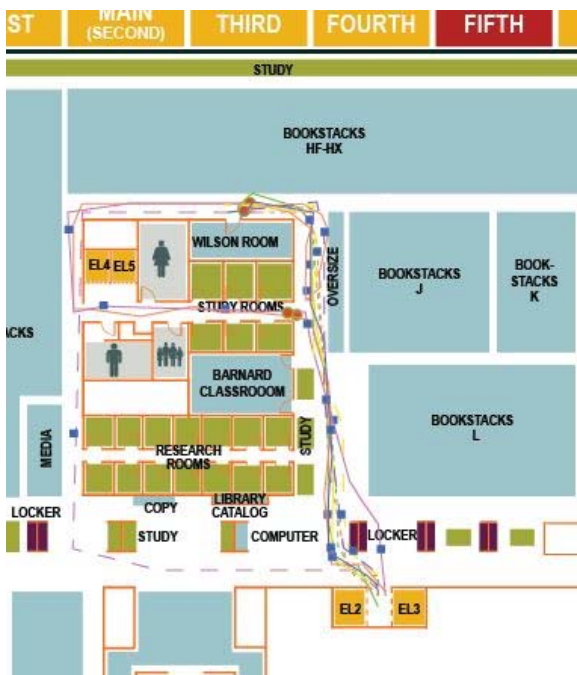 ST
MAIN
(SECOND)
THIRD
FOURTH
FIFTH
STUDY
BOOKSTACKS
HF-HX
WILSON ROOM
EL4
EL5
STUDY ROOMS
OVERSIZE
BOOKSTACKS
J
BOOK-
STACKS
K
ACKS
BARNARD
CLASSROOOM
MEDIA
RESEARCH
ROOMS
STUDY
BOOKSTACKS
L
LOCKER
COPY
LIBRARY
CATALOG
STUDY
COMPUTER
LOCKER
EL2
EL3